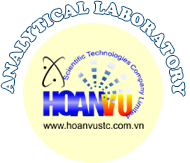 ANALYTICAL LABORATORY
Scientific Technologies Company Limited
HOANVU
www.hoanvustc.com.vn